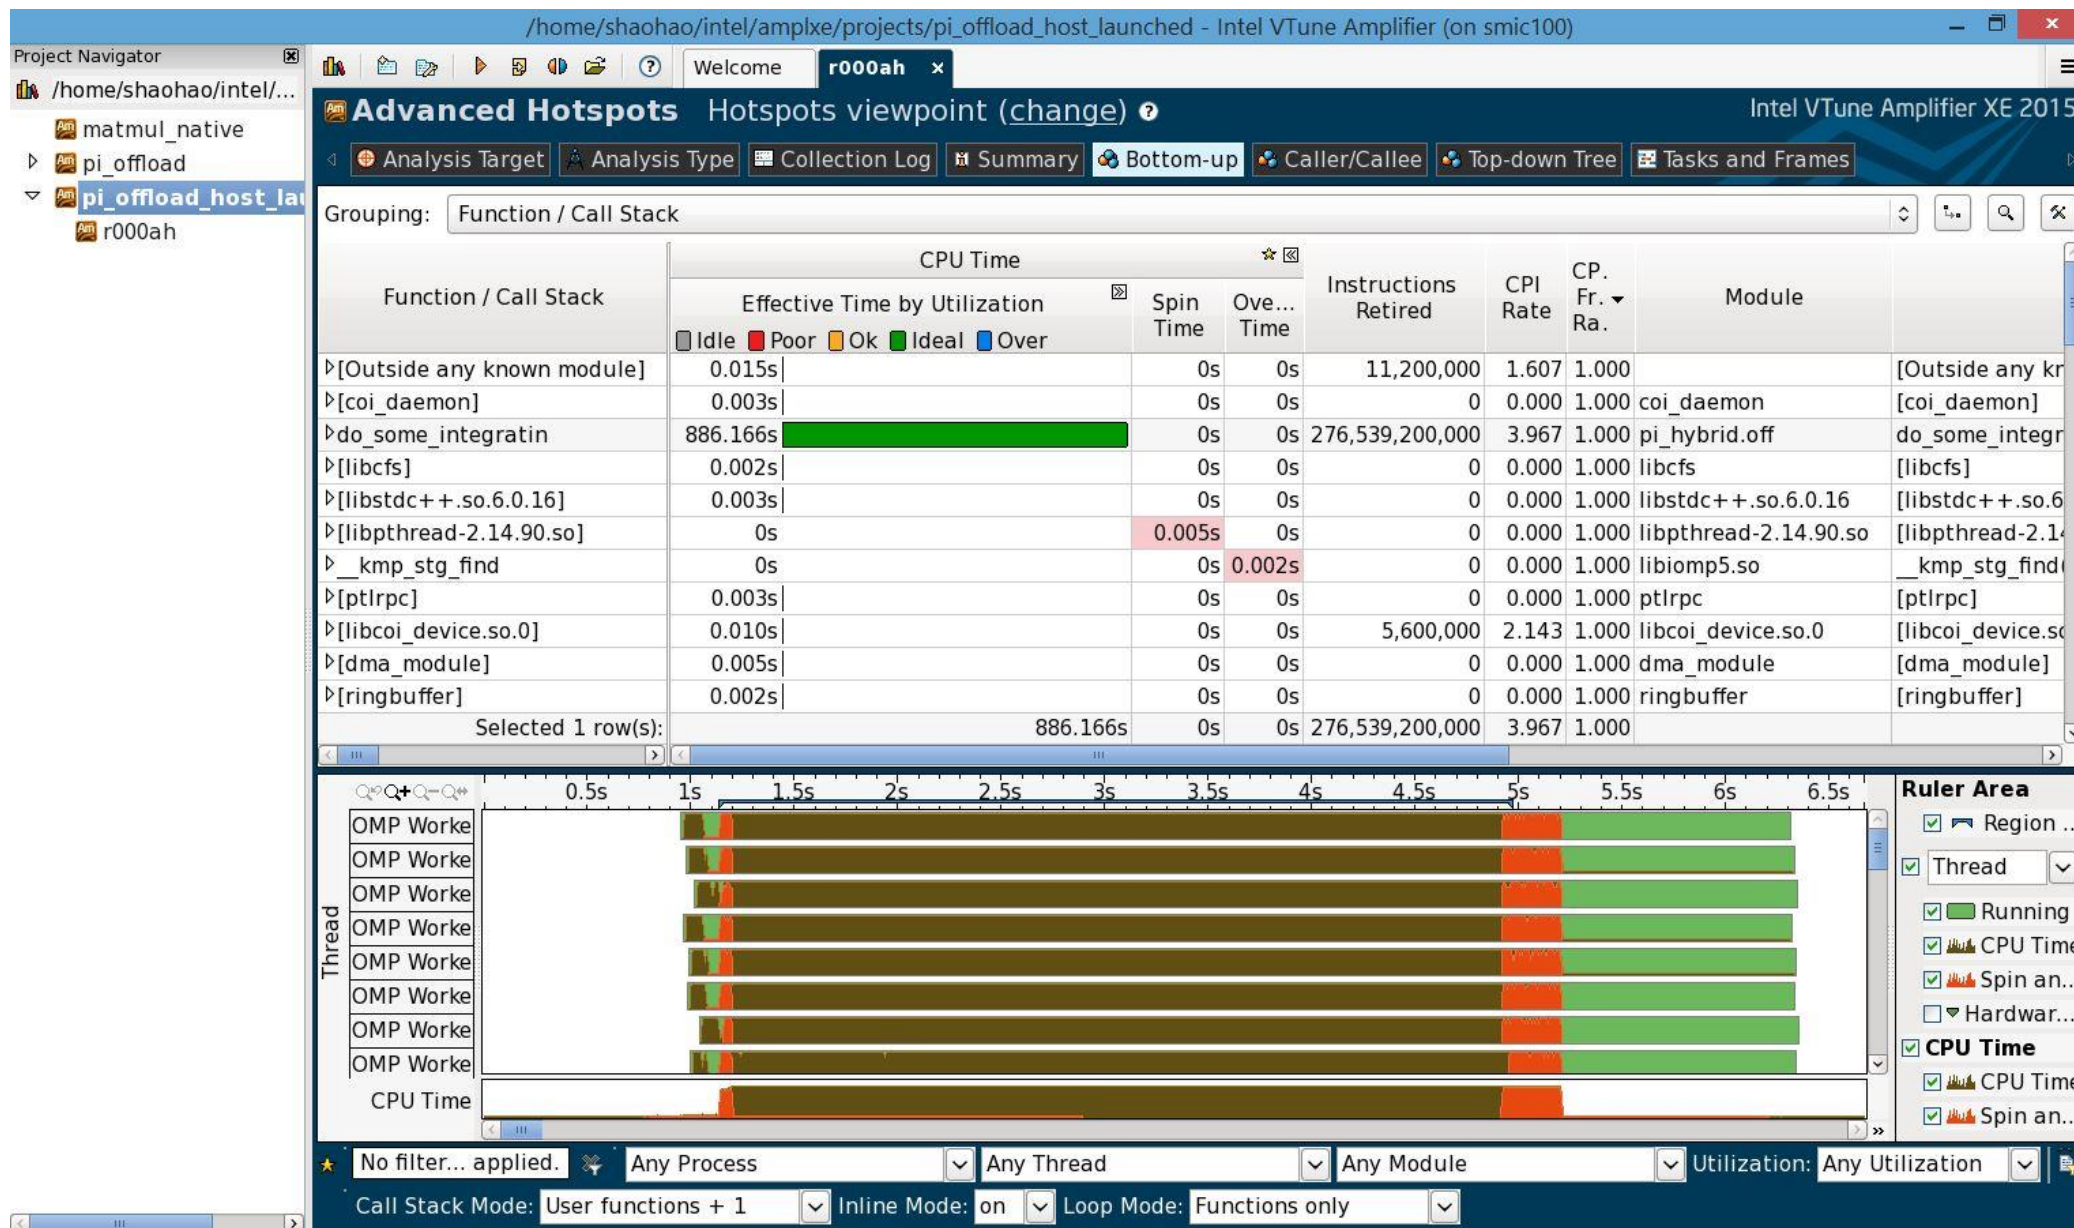 /home/shaohao/intel/amplxe/projects/pi_offload_host_launched - Intel VTune Amplifier (on smic100)
Project Navigator
/home/shaohao/intel/...
matmul_native
pi_offload
pi_offload_host_lau
r000ah
Welcome
r000ah
Advanced Hotspots Hotspots viewpoint (change)
Intel VTune Amplifier XE 2015
Analysis Target Analysis Type Collection Log Summary Bottom-up Caller/Callee Top-down Tree Tasks and Frames
Grouping: Function / Call Stack
Function / Call Stack
CPU Time
Effective Time by Utilization
Idle Poor Ok Ideal Over
Spin Time
Ove... Time
Instructions Retired
CPI Rate
CP. Fr. Ra.
Module
[Outside any known module] 0.015s 0s 0s 11,200,000 1.607 1.000 [Outside any kr
[coi_daemon] 0.003s 0s 0s 0 0.000 1.000 coi_daemon [coi_daemon]
do_some_integratin 886.166s 0s 0s 276,539,200,000 3.967 1.000 pi_hybrid.off do_some_integr
[libcfs] 0.002s 0s 0s 0 0.000 1.000 libcfs [libcfs]
[libstdc++.so.6.0.16] 0.003s 0s 0s 0 0.000 1.000 libstdc++.so.6.0.16 [libstdc++.so.6
[libpthread-2.14.90.so] 0s 0.005s 0s 0 0.000 1.000 libpthread-2.14.90.so [libpthread-2.14
__kmp_stg_find 0s 0s 0.002s 0 0.000 1.000 libiomp5.so __kmp_stg_find(
[ptlrpc] 0.003s 0s 0s 0 0.000 1.000 ptlrpc [ptlrpc]
[libcoi_device.so.0] 0.010s 0s 0s 5,600,000 2.143 1.000 libcoi_device.so.0 [libcoi_device.so
[dma_module] 0.005s 0s 0s 0 0.000 1.000 dma_module [dma_module]
[ringbuffer] 0.002s 0s 0s 0 0.000 1.000 ringbuffer [ringbuffer]
Selected 1 row(s): 886.166s 0s 0s 276,539,200,000 3.967 1.000
0.5s 1s 1.5s 2s 2.5s 3s 3.5s 4s 4.5s 5s 5.5s 6s 6.5s
Thread
OMP Worke
OMP Worke
OMP Worke
OMP Worke
OMP Worke
OMP Worke
OMP Worke
OMP Worke
CPU Time
Ruler Area
Region ...
Thread
Running
CPU Time
Spin an...
Hardwar...
CPU Time
CPU Time
Spin an...
No filter... applied. Any Process Any Thread Any Module Utilization: Any Utilization
Call Stack Mode: User functions + 1 Inline Mode: on Loop Mode: Functions only